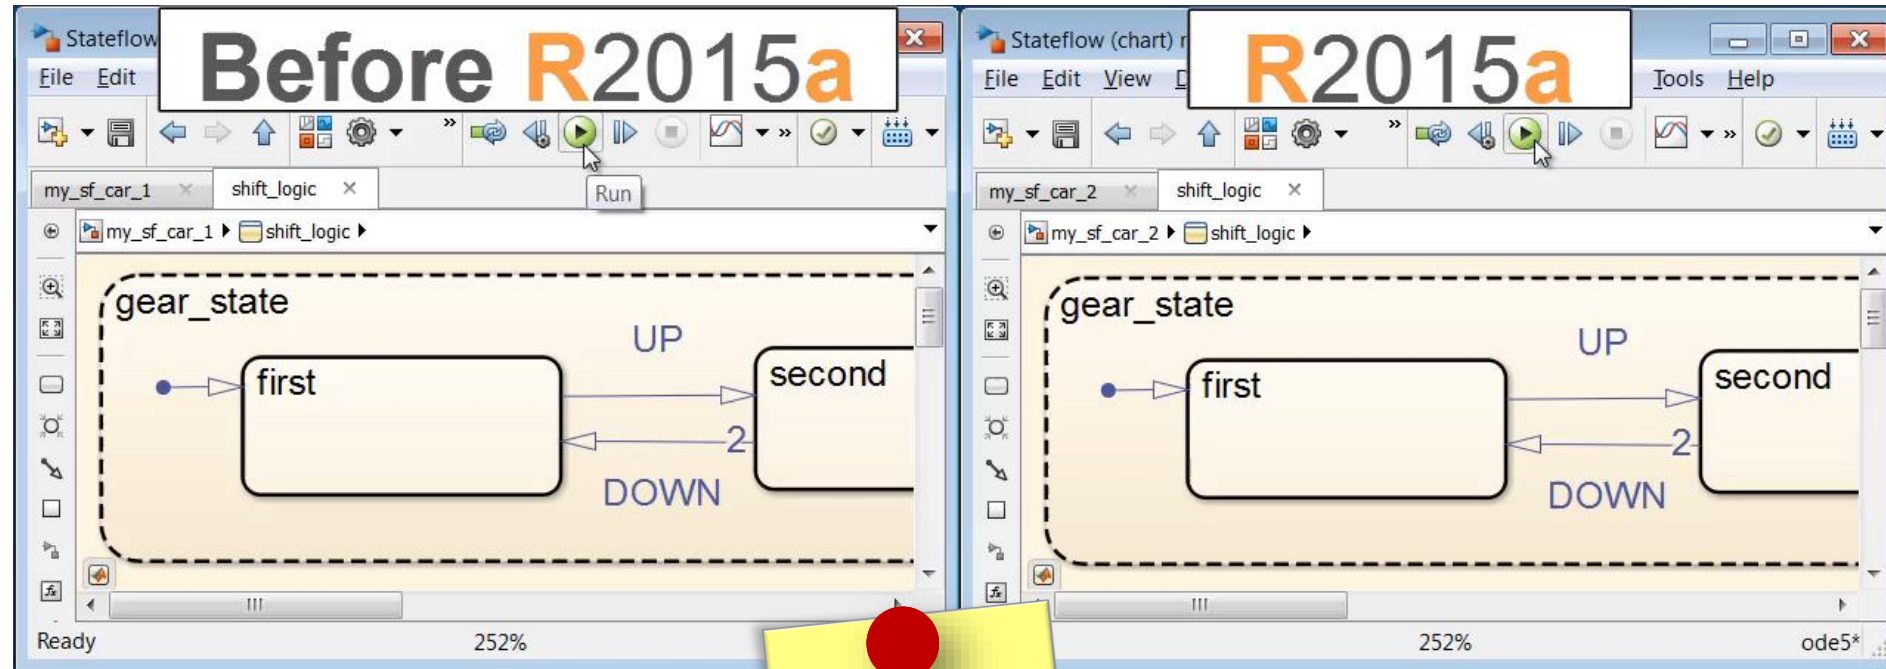 Stateflow
Before R2015a
File Edit
Run
my_sf_car_1
shift_logic
my_sf_car_1
shift_logic
gear_state
UP
first
second
2
DOWN
Ready
252%
Stateflow (chart)
R2015a
File Edit View
Tools Help
my_sf_car_2
shift_logic
my_sf_car_2
shift_logic
gear_state
UP
first
second
2
DOWN
252%
ode5*